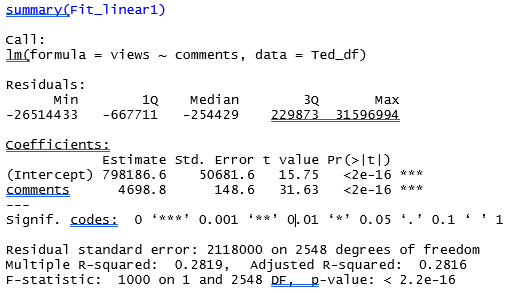 summary(Fit_linear1)
Call:
lm(formula = views ~ comments, data = Ted_df)
Residuals:
Min 1Q Median 3Q Max
-26514433 -667711 -254429 229873 31596994
Coefficients:
Estimate Std. Error t value Pr(>|t|)
(Intercept) 798186.6 50681.6 15.75 <2e-16 ***
comments 4698.8 148.6 31.63 <2e-16 ***
---
Signif. codes: 0 ‘***’ 0.001 ‘**’ 0.01 ‘*’ 0.05 ‘.’ 0.1 ‘ ’ 1
Residual standard error: 2118000 on 2548 degrees of freedom
Multiple R-squared: 0.2819, Adjusted R-squared: 0.2816
F-statistic: 1000 on 1 and 2548 DF, p-value: < 2.2e-16